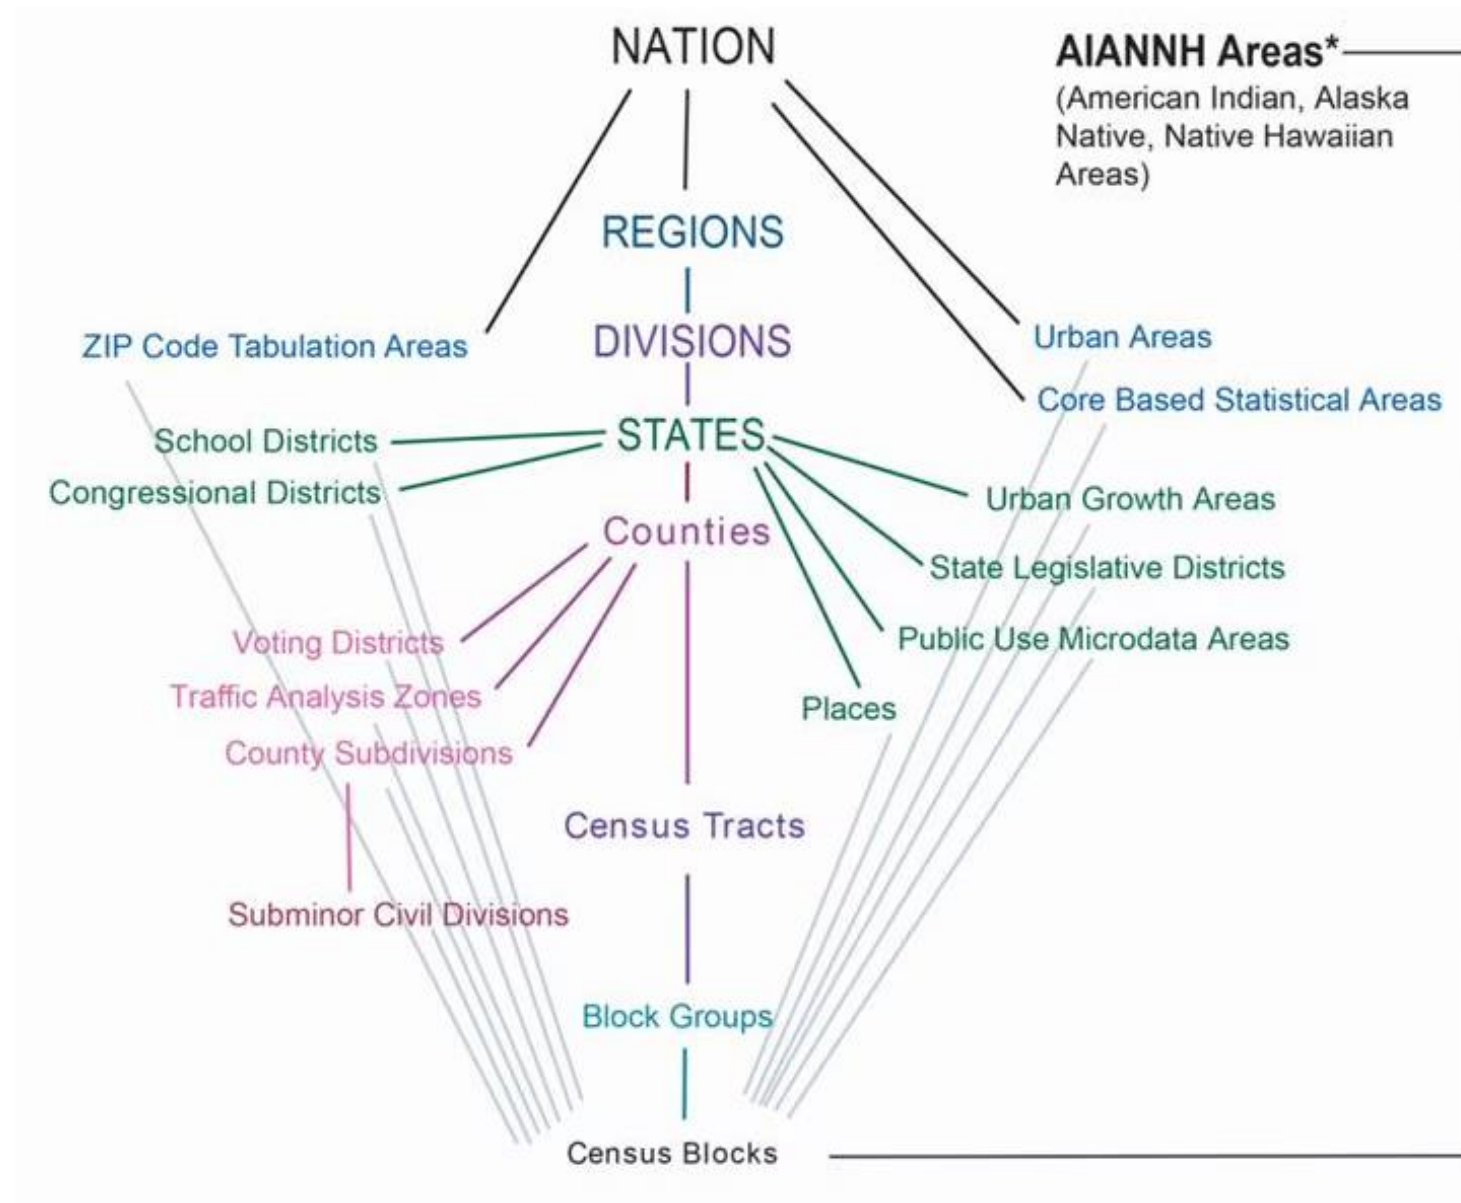 NATION
AIANNH Areas*
(American Indian, Alaska
Native, Native Hawaiian
Areas)
REGIONS
ZIP Code Tabulation Areas
DIVISIONS
Urban Areas
Core Based Statistical Areas
School Districts
STATES
Congressional Districts
Urban Growth Areas
Counties
State Legislative Districts
Voting Districts
Public Use Microdata Areas
Traffic Analysis Zones
Places
County Subdivisions
Census Tracts
Subminor Civil Divisions
Block Groups
Census Blocks